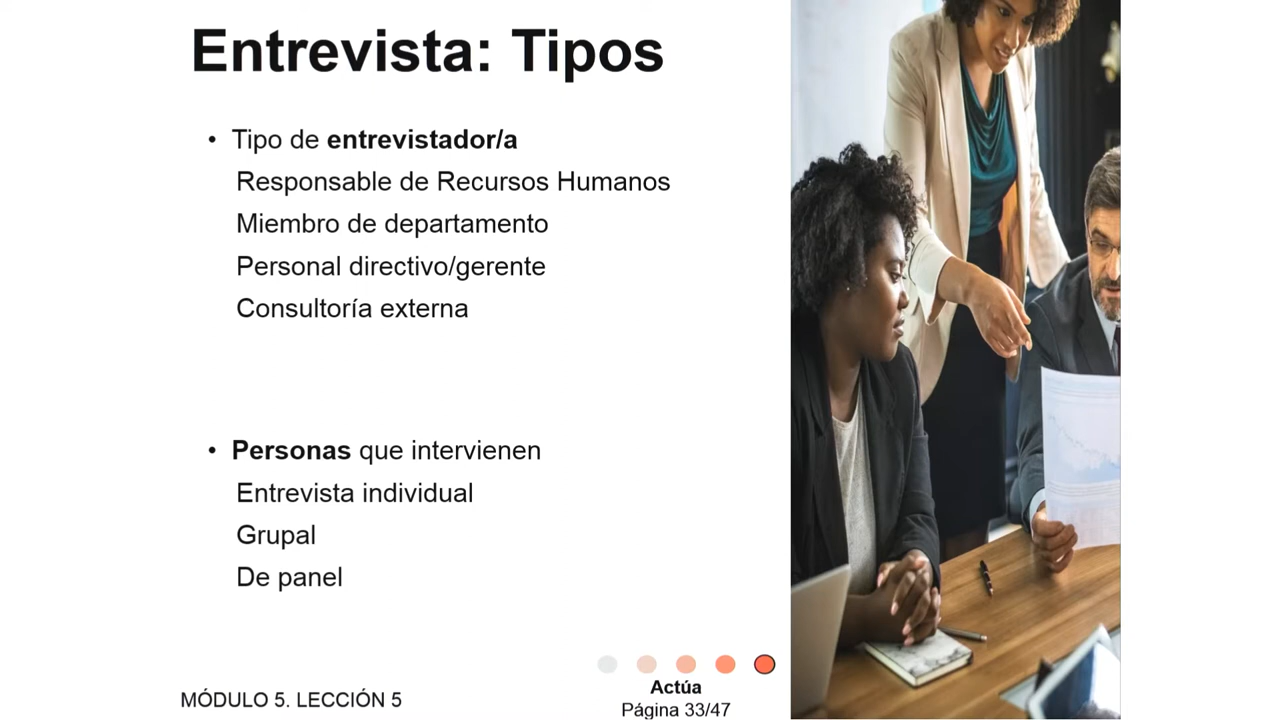 Entrevista: Tipos
• Tipo de entrevistador/a
Responsable de Recursos Humanos
Miembro de departamento
Personal directivo/gerente
Consultoría externa
• Personas que intervienen
Entrevista individual
Grupal
De panel
Actúa
MÓDULO 5. LECCIÓN 5
Página 33/47